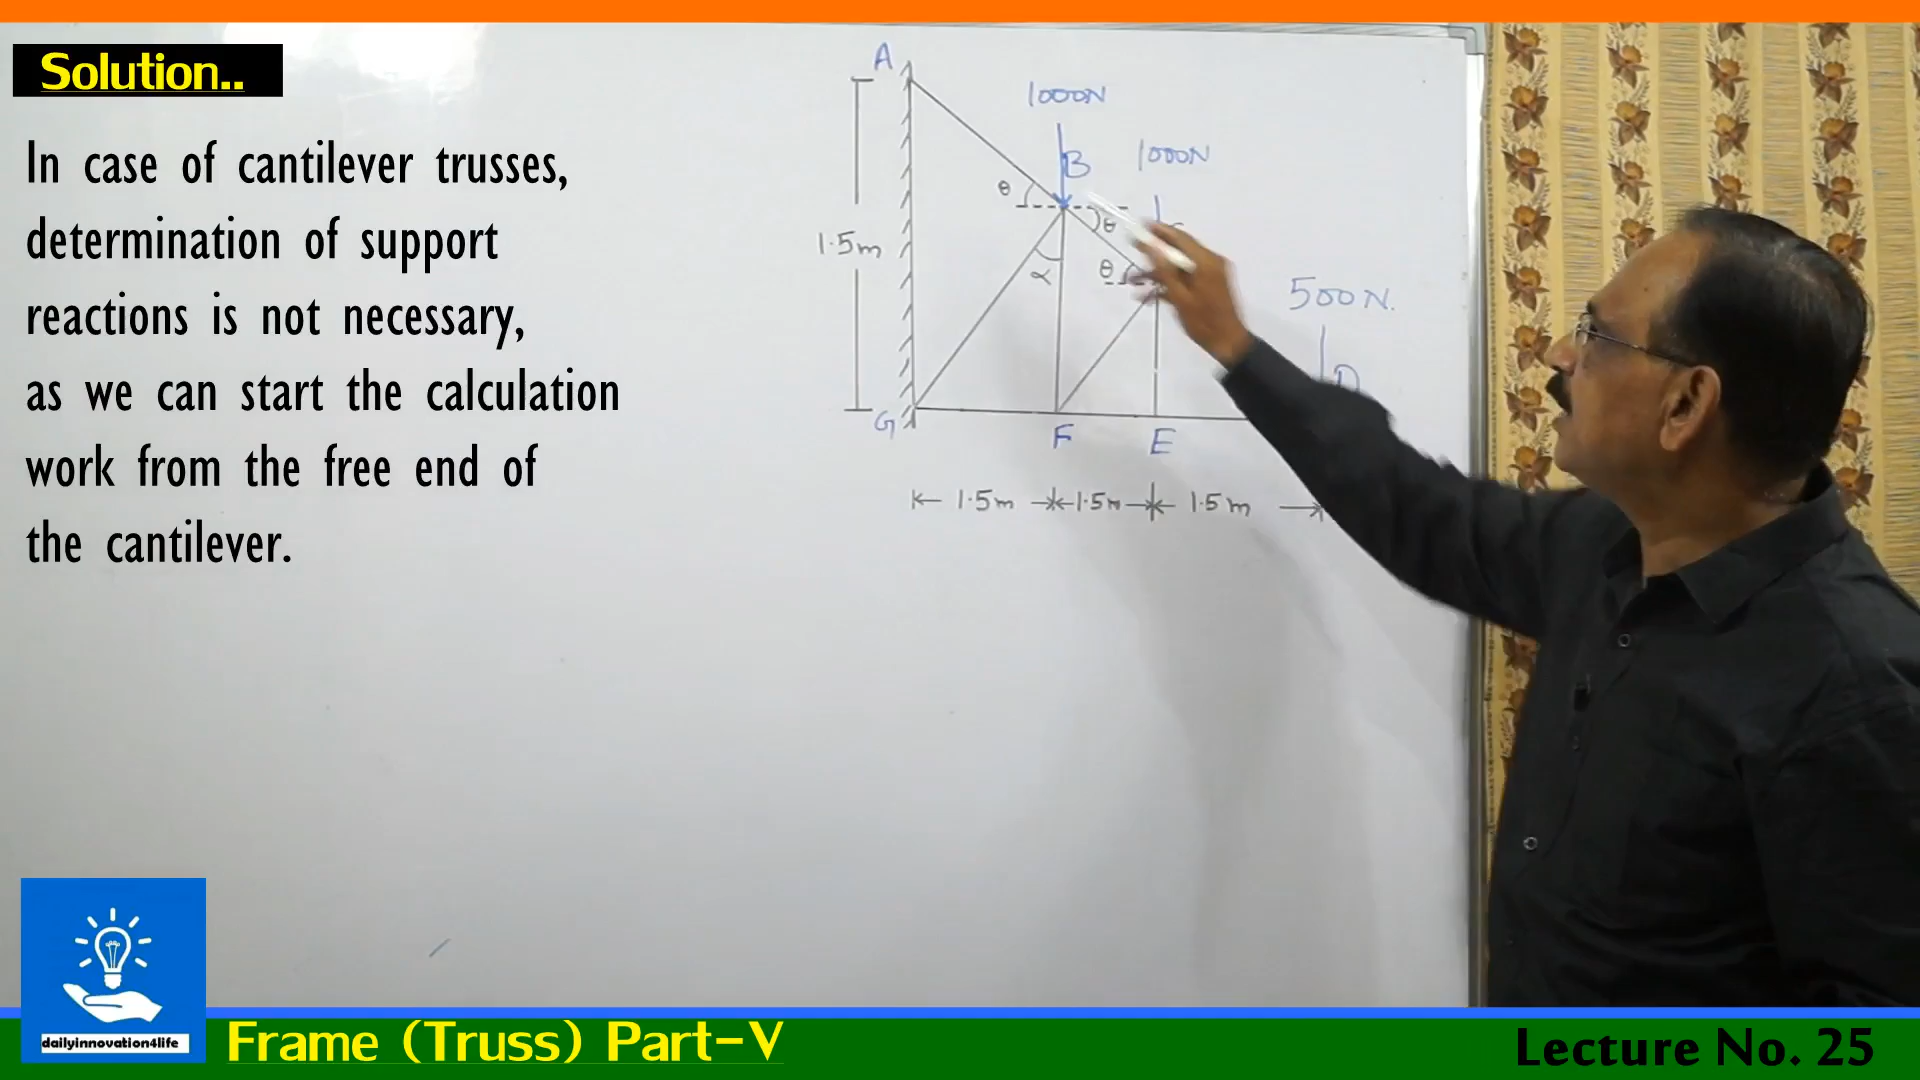 Solution..
In case of cantilever trusses,
determination of support
reactions is not necessary,
as we can start the calculation
work from the free end of
the cantilever.
A
1000N
B
1000N
θ
θ
1.5m
α
θ
500N.
D
G
F
E
1.5m
1.5m
1.5m
dailyinnovation4life
Frame (Truss) Part-V
Lecture No. 25